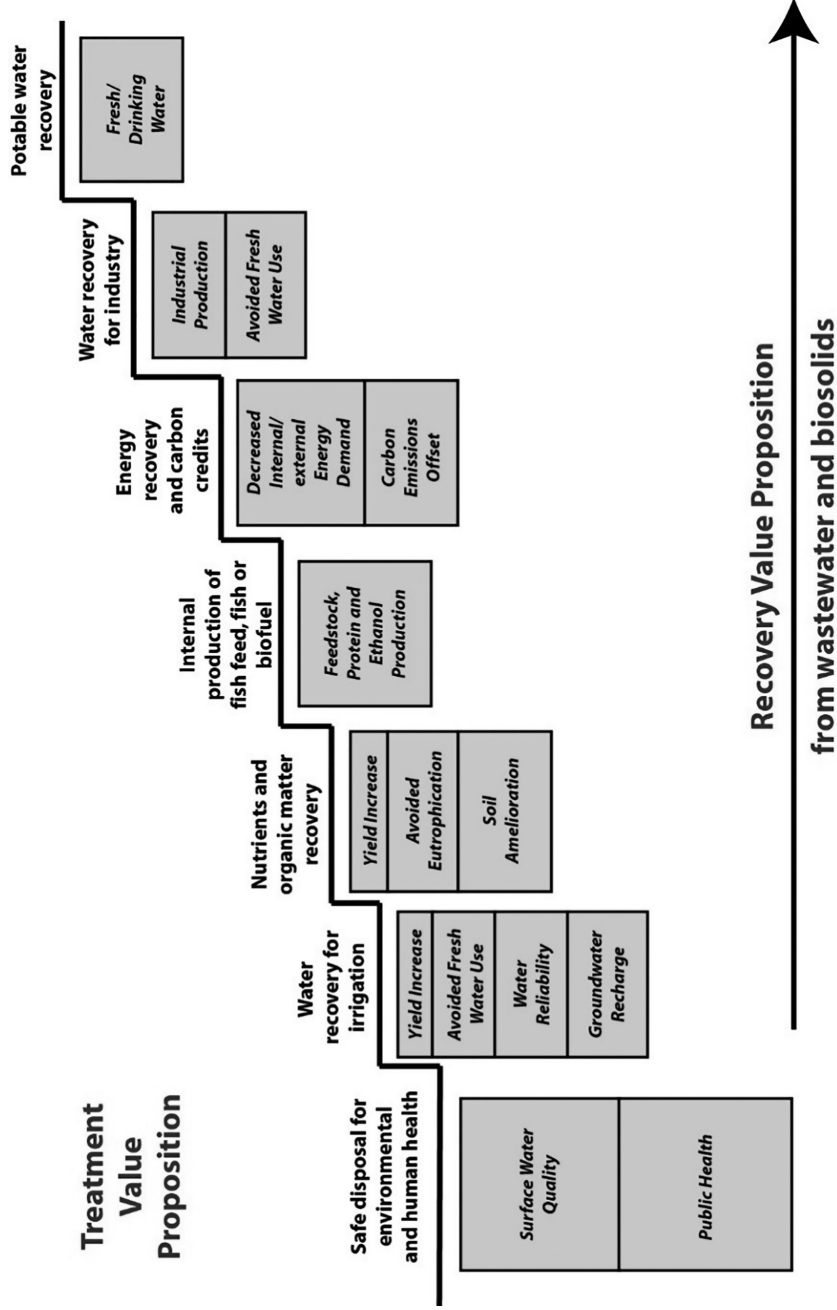 Treatment
Value
Proposition
Safe disposal for
environmental
and human health
Surface Water
Quality
Public Health
Water
recovery for
irrigation
Yield Increase
Avoided Fresh
Water Use
Water
Reliability
Groundwater
Recharge
Nutrients and
organic matter
recovery
Yield Increase
Avoided
Eutrophication
Soil
Amelioration
Internal
production of
fish feed, fish or
biofuel
Feedstock,
Protein and
Ethanol
Production
Energy
recovery
and carbon
credits
Decreased
Internal/
external
Energy
Demand
Carbon
Emissions
Offset
Water recovery
for industry
Industrial
Production
Avoided Fresh
Water Use
Potable water
recovery
Fresh/
Drinking
Water
Recovery Value Proposition
from wastewater and biosolids